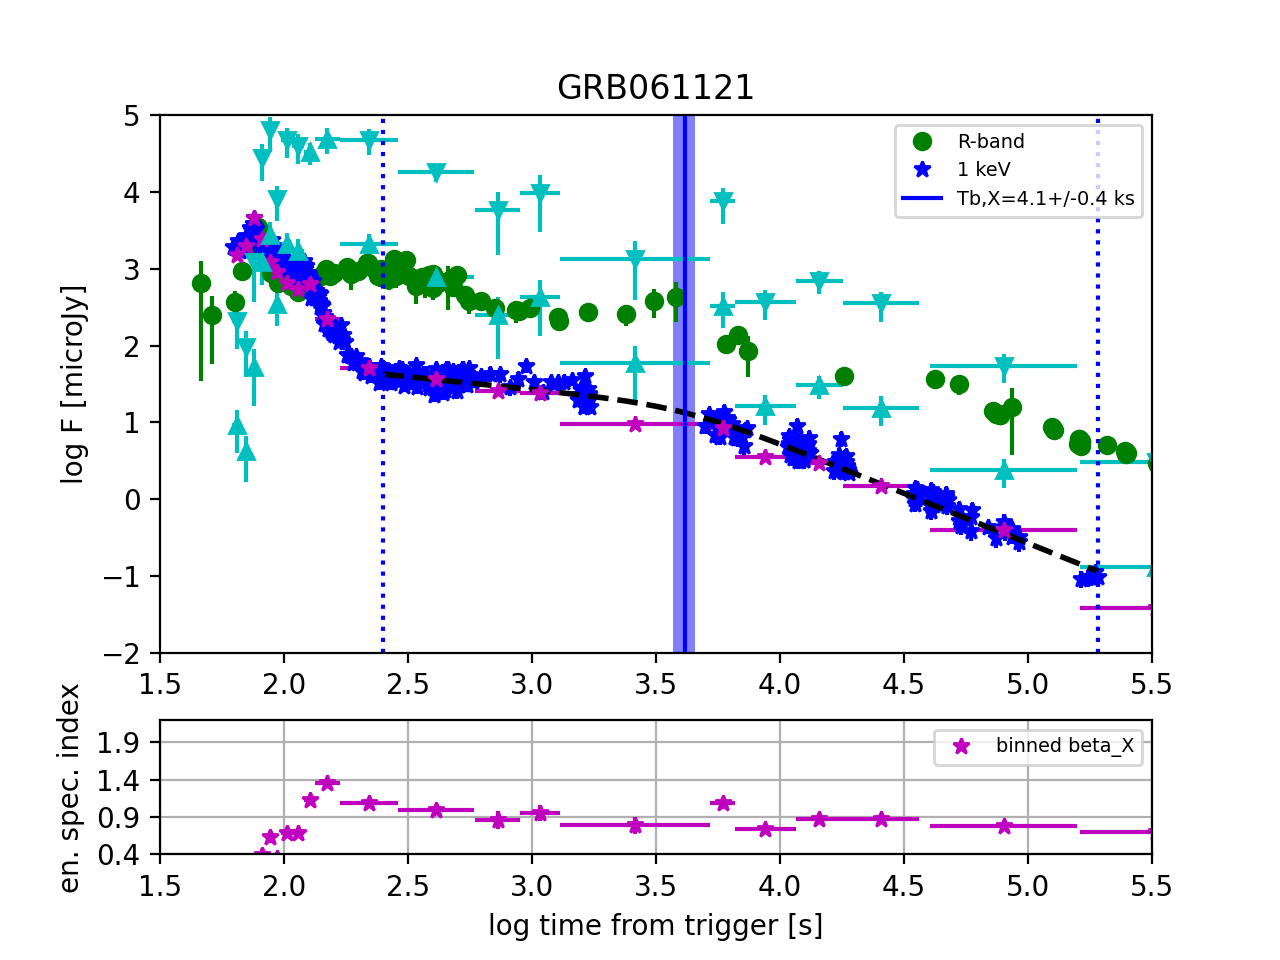 GRB061121
5
4
3
2
1
0
−1
−2
log F [microJy]
R-band
1 keV
Tb,X=4.1+/-0.4 ks
1.5 2.0 2.5 3.0 3.5 4.0 4.5 5.0 5.5
1.9
1.4
0.9
0.4
en. spec. index
binned beta_X
1.5 2.0 2.5 3.0 3.5 4.0 4.5 5.0 5.5
log time from trigger [s]